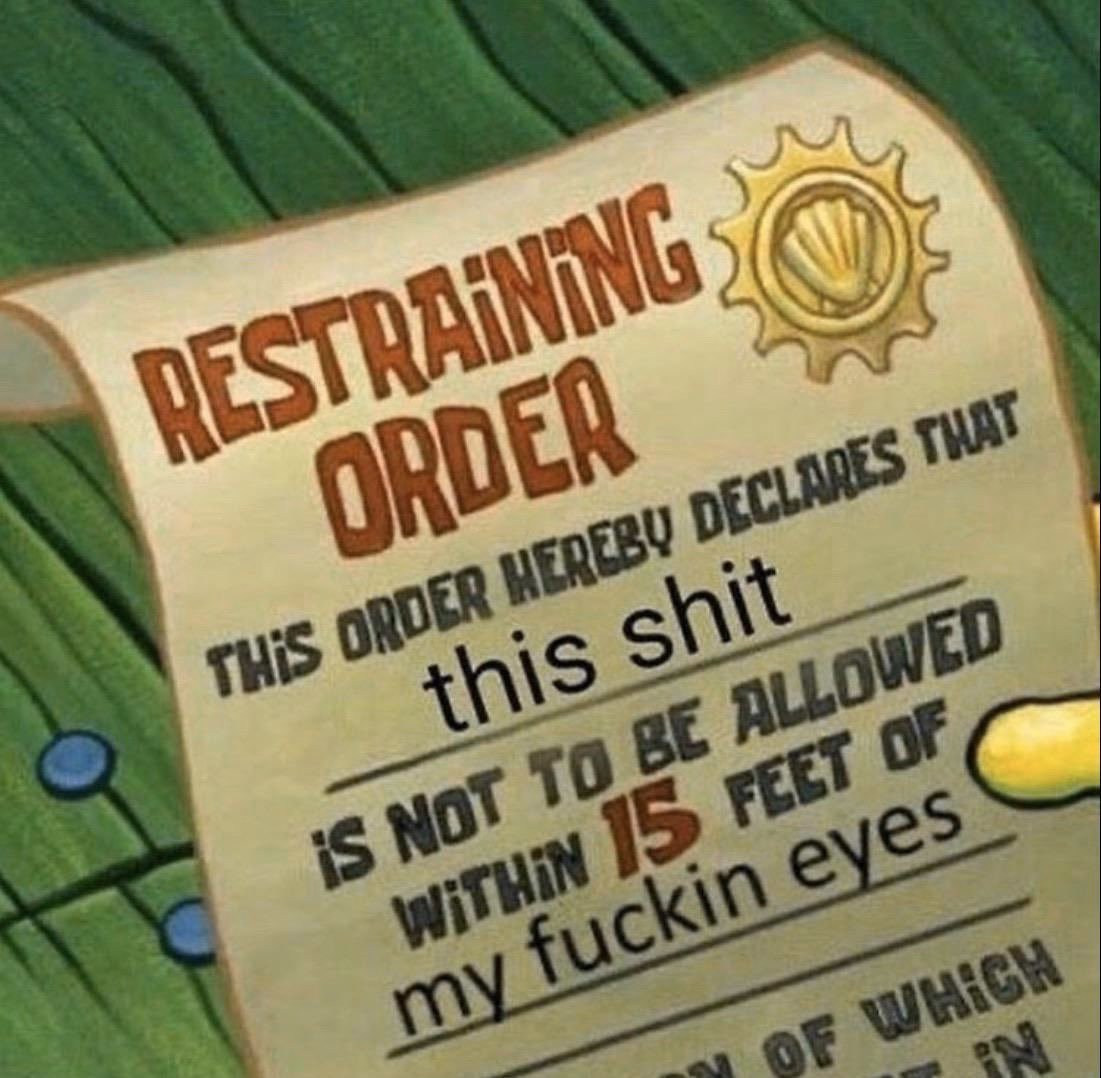 RESTRAiNiNG
ORDER
THiS ORDER HEREBY DECLARES THAT
this shit
iS NOT TO BE ALLOWED
WiTHiN 15 FEET OF
my fuckin eyes
OF WHiCH
iN